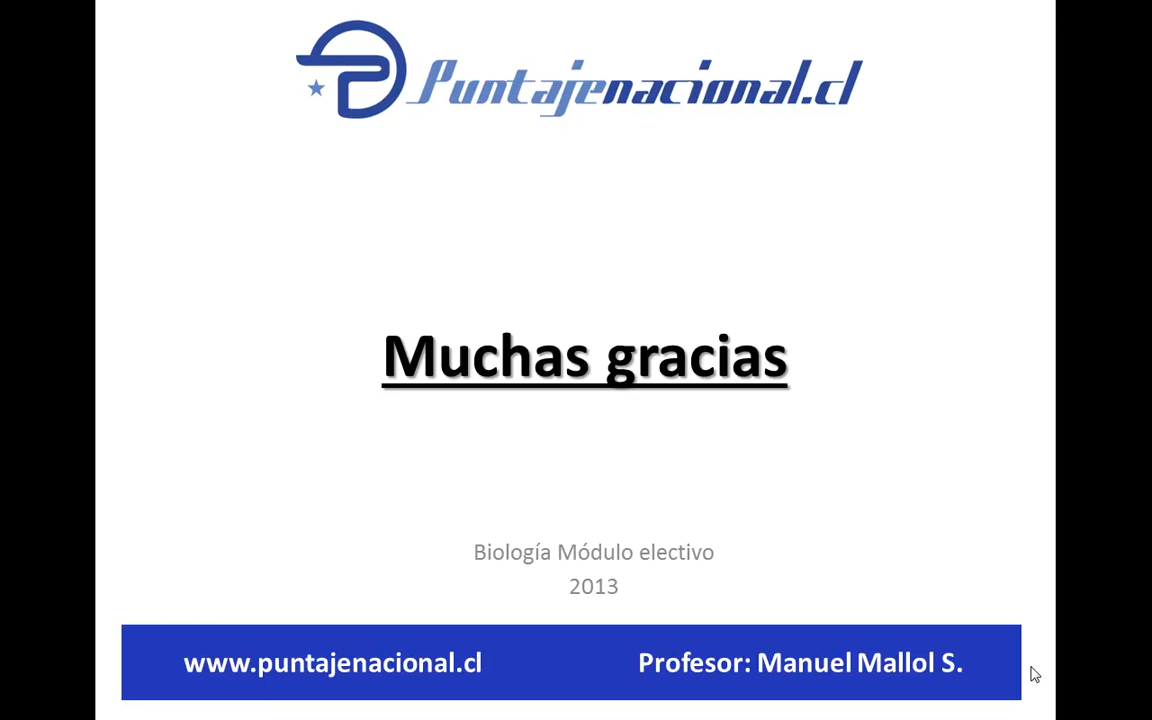 Puntajenacional.cl
Muchas gracias
Biología Módulo electivo
2013
www.puntajenacional.cl Profesor: Manuel Mallol S.